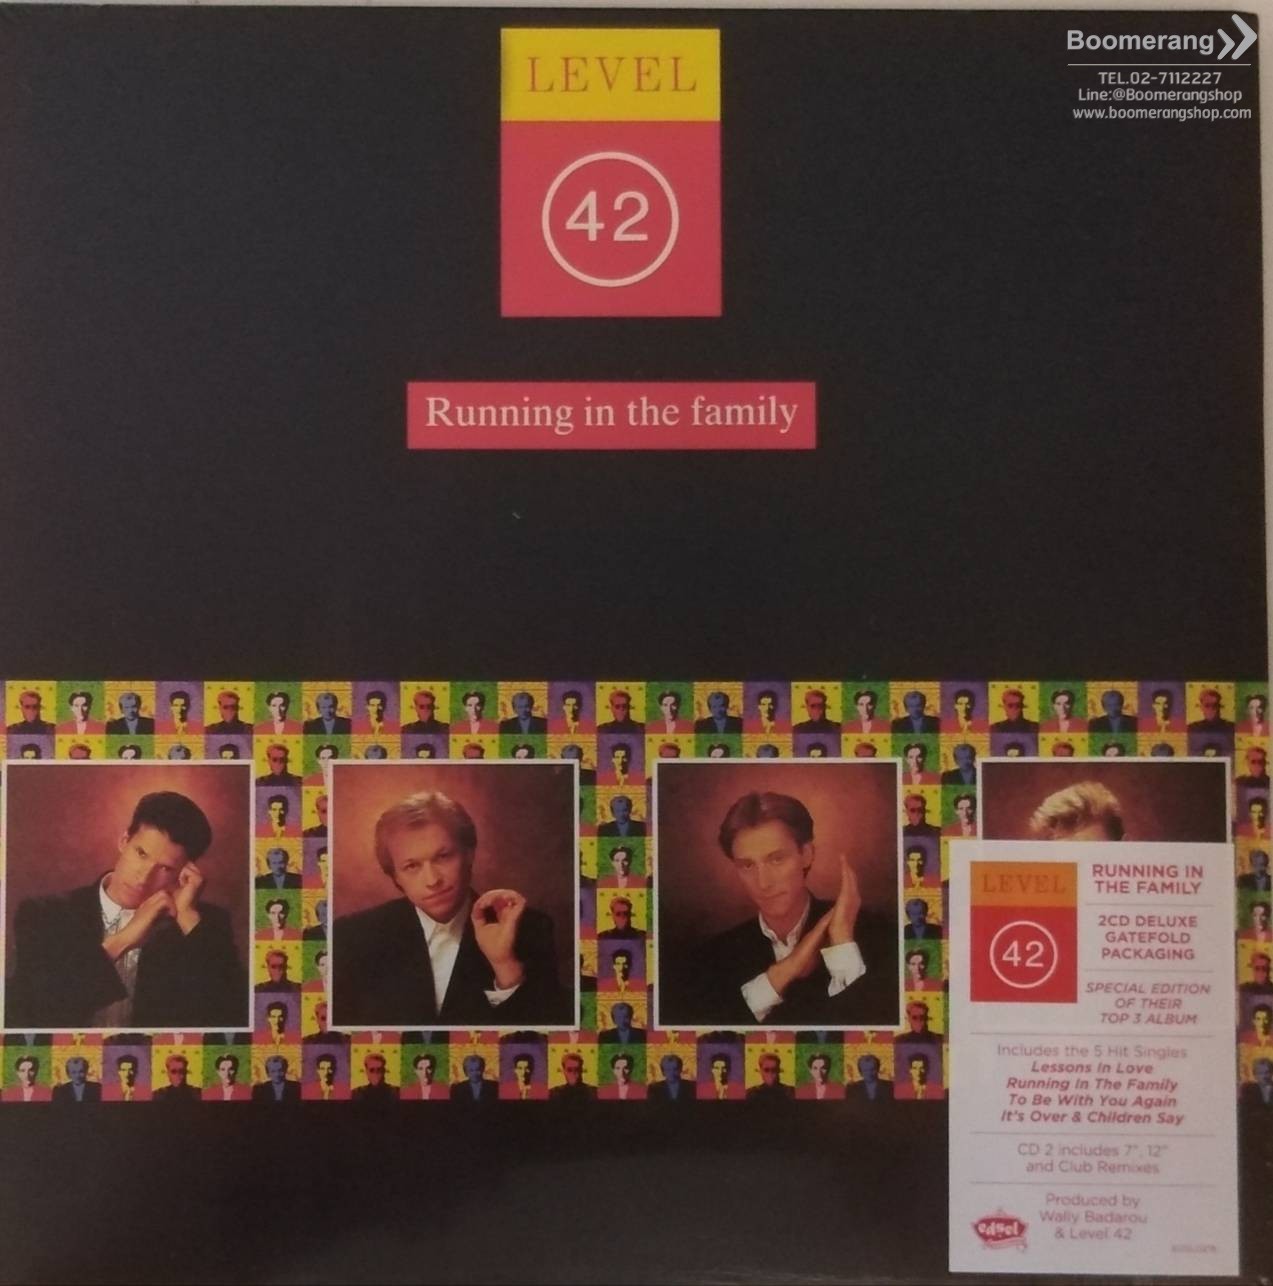 LEVEL
42
Running in the family
Boomerang
TEL.02-7112227
Line:@Boomerangshop
www.boomerangshop.com
LEVEL
42
RUNNING IN
THE FAMILY
2CD DELUXE
GATEFOLD
PACKAGING
SPECIAL EDITION
OF THEIR
TOP 3 ALBUM
Includes the 5 Hit Singles
Lessons In Love
Running In The Family
To Be With You Again
It's Over & Children Say
CD 2 includes 7", 12"
and Club Remixes
Produced by
Wally Badarou
& Level 42
edsel